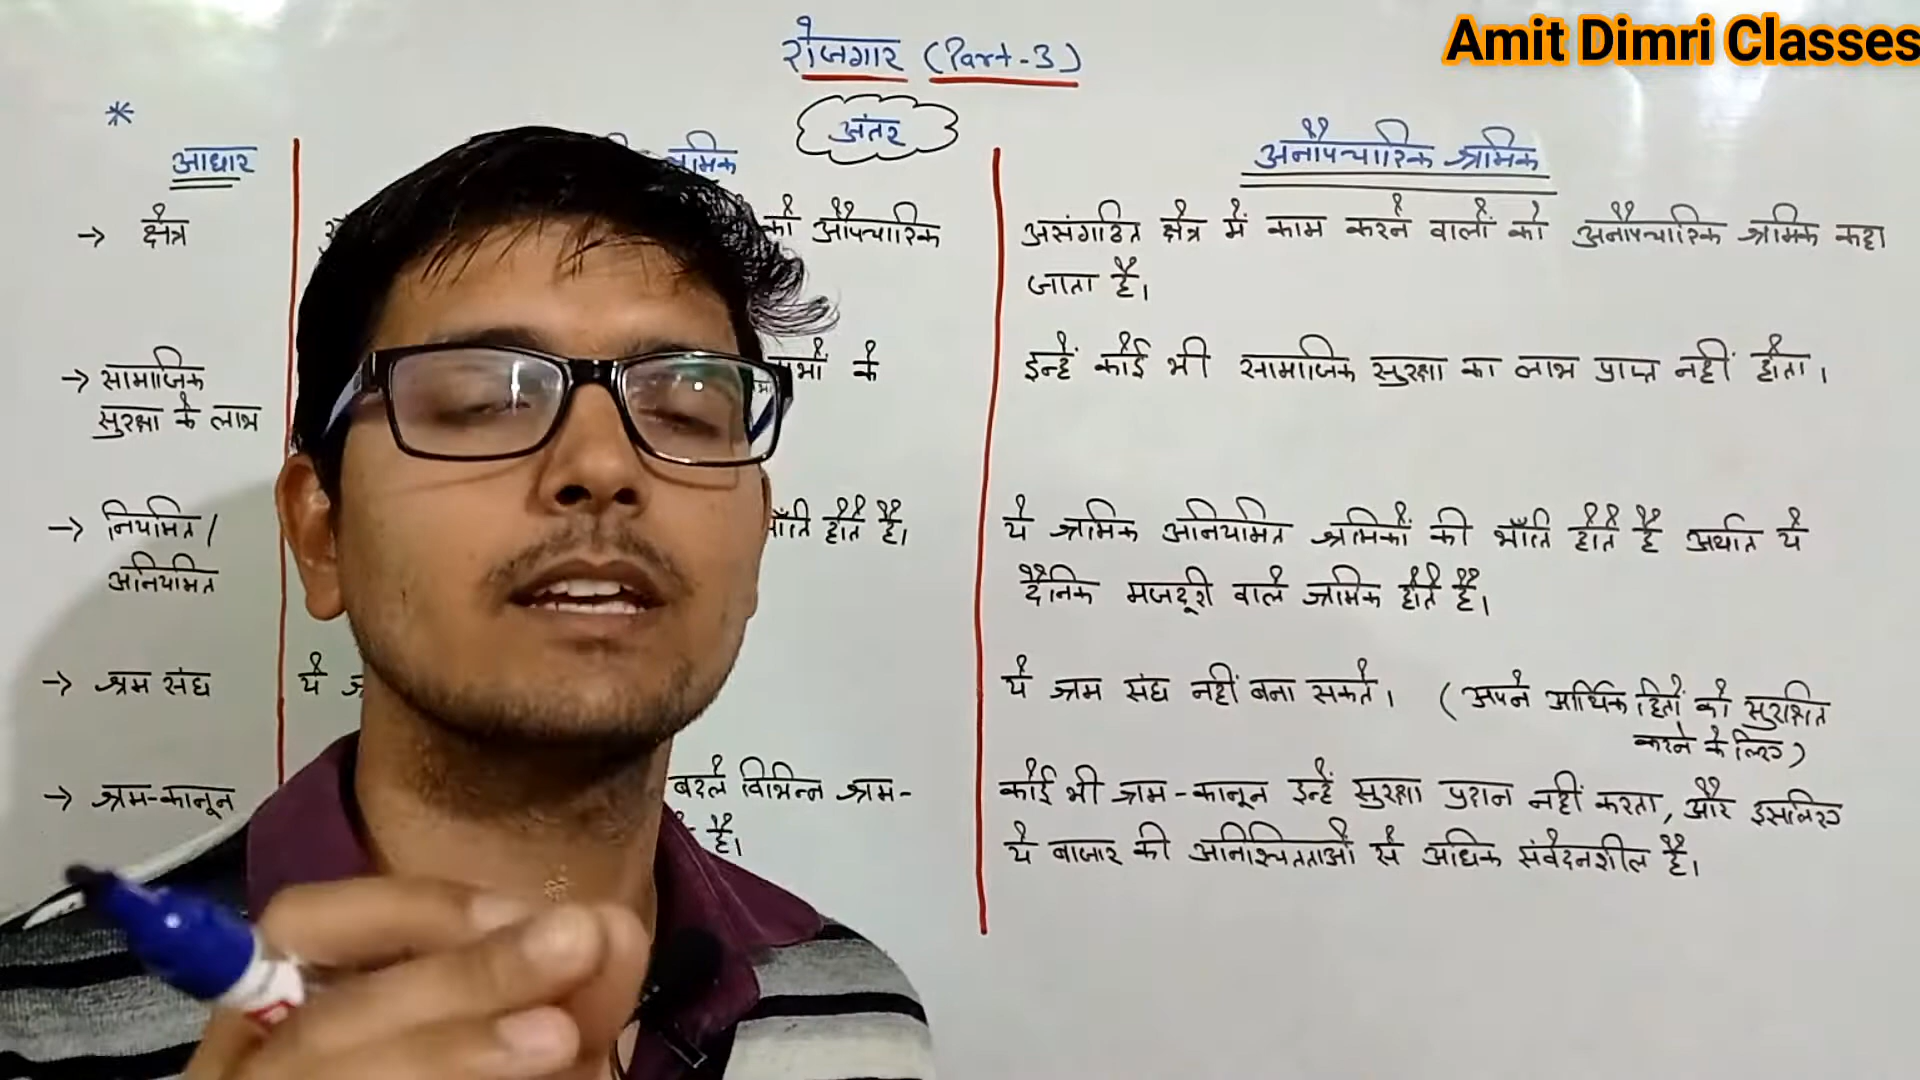 Amit Dimri Classes
रोजगार (Part-3)
*
अंतर
आधार
अनौपचारिक श्रमिक
→ क्षेत्र
को औपचारिक
असंगठित क्षेत्र में काम करने वालों को अनौपचारिक श्रमिक कहा
जाता है।
→ सामाजिक
सुरक्षा के लाभ
के
इन्हें कोई भी सामाजिक सुरक्षा का लाभ प्राप्त नहीं होता।
→ नियमित /
अनियमित
होते है।
ये श्रमिक अनियमित श्रमिकों की भाँति होते है अर्थात ये
दैनिक मजदूरी वाले श्रमिक होते है।
→ श्रम संघ
ये
ये श्रम संघ नहीं बना सकते। (अपने आर्थिक हितों को सुरक्षित
करने के लिए)
→ श्रम-कानून
बदले विभिन्न श्रम-
है।
कोई भी श्रम-कानून इन्हें सुरक्षा प्रदान नहीं करता, और इसलिए
ये बाजार की अनिश्चितताओं से अधिक संवेदनशील है।